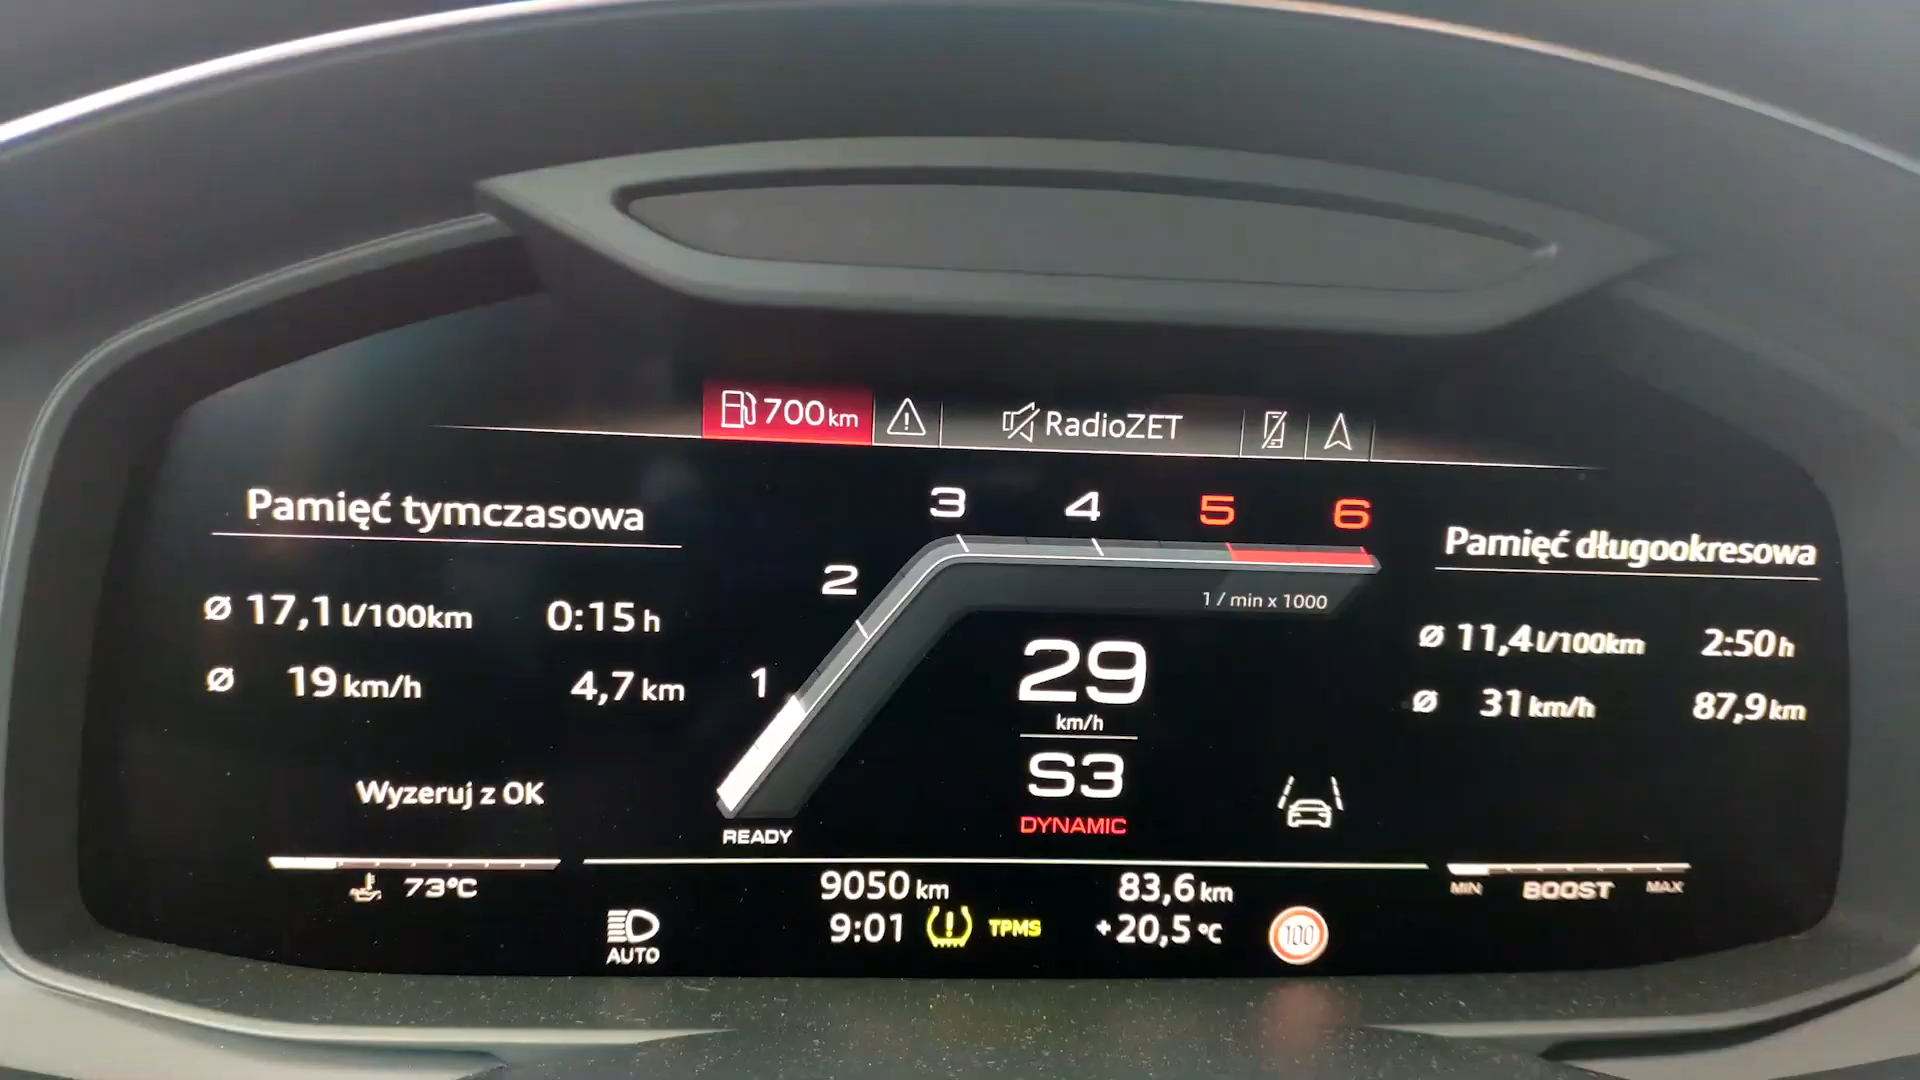 700 km
RadioZET
Pamięć tymczasowa
Ø 17,1 l/100km 0:15 h
Ø 19 km/h 4,7 km
Wyzeruj z OK
1 2 3 4 5 6
1 / min x 1000
29
km/h
S3
DYNAMIC
READY
Pamięć długookresowa
Ø 11,4 l/100km 2:50 h
Ø 31 km/h 87,9 km
73°C
9050 km 83,6 km
MIN BOOST MAX
AUTO
9:01 TPMS +20,5 °C 100